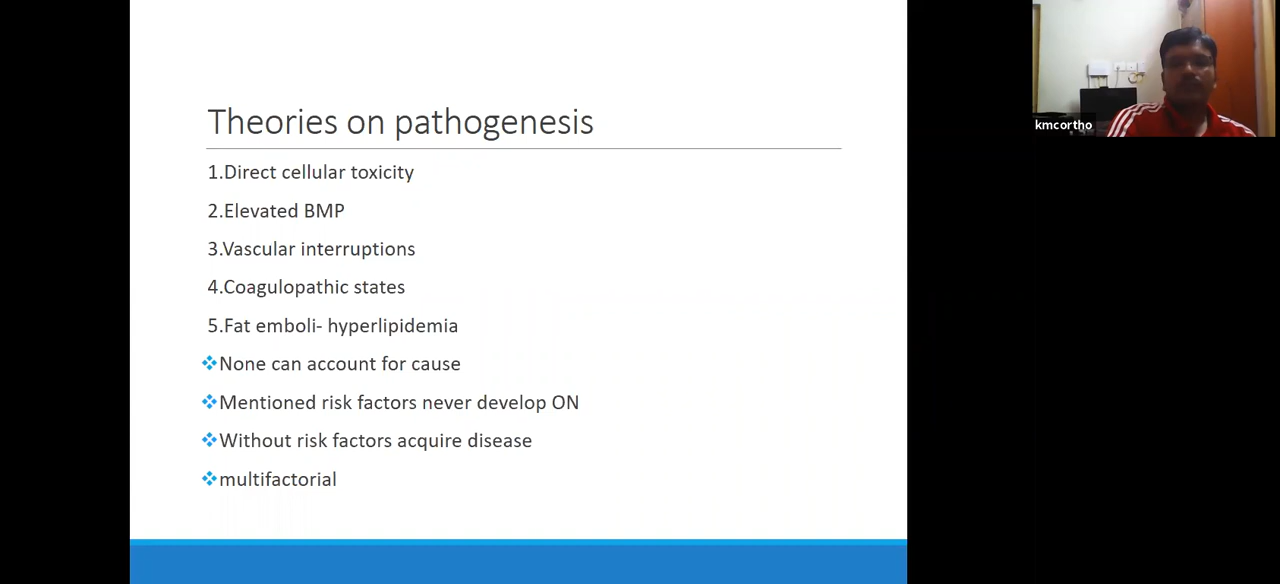 Theories on pathogenesis
1.Direct cellular toxicity
2.Elevated BMP
3.Vascular interruptions
4.Coagulopathic states
5.Fat emboli- hyperlipidemia
❖None can account for cause
❖Mentioned risk factors never develop ON
❖Without risk factors acquire disease
❖multifactorial
kmcortho